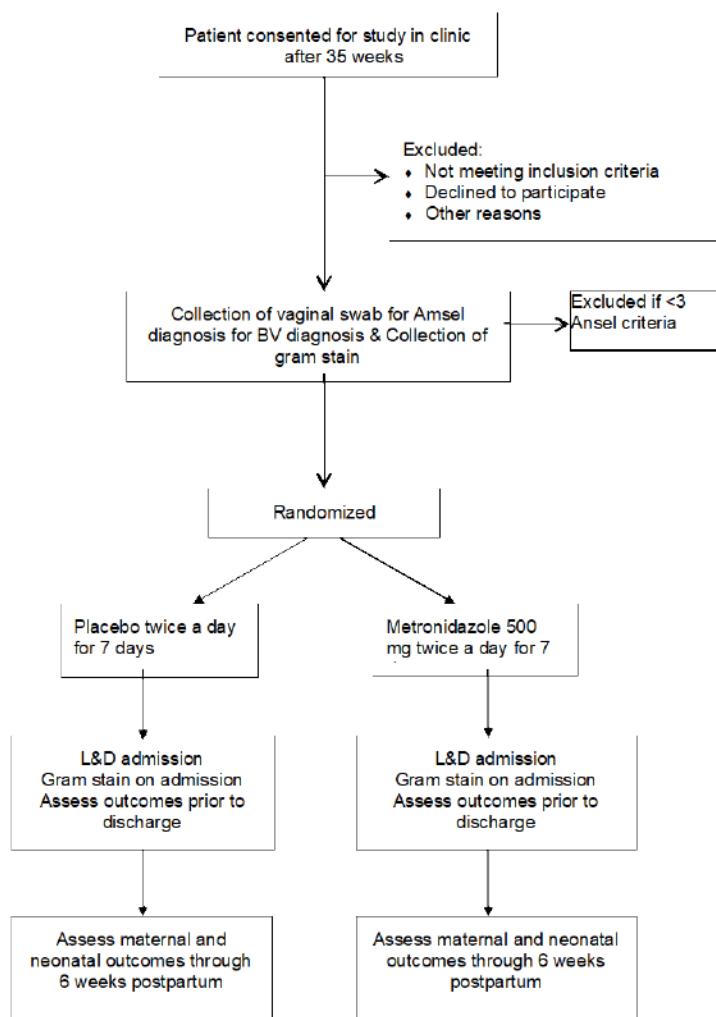 Patient consented for study in clinic
after 35 weeks
Excluded:
♦ Not meeting inclusion criteria
♦ Declined to participate
♦ Other reasons
Collection of vaginal swab for Amsel
diagnosis for BV diagnosis & Collection of
gram stain
Excluded if <3
Ansel criteria
Randomized
Placebo twice a day
for 7 days
Metronidazole 500
mg twice a day for 7
L&D admission
Gram stain on admission
Assess outcomes prior to
discharge
L&D admission
Gram stain on admission
Assess outcomes prior to
discharge
Assess maternal and
neonatal outcomes through
6 weeks postpartum
Assess maternal and neonatal
outcomes through 6 weeks
postpartum